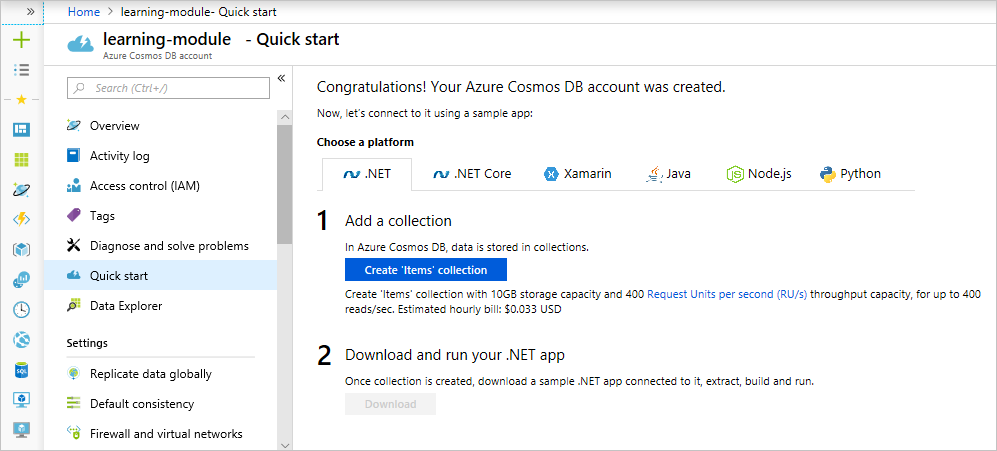 Home > learning-module- Quick start
learning-module - Quick start
Azure Cosmos DB account
Search (Ctrl+/)
Overview
Activity log
Access control (IAM)
Tags
Diagnose and solve problems
Quick start
Data Explorer
Settings
Replicate data globally
Default consistency
Firewall and virtual networks
Congratulations! Your Azure Cosmos DB account was created.
Now, let's connect to it using a sample app:
Choose a platform
.NET
.NET Core
Xamarin
Java
Node.js
Python
1 Add a collection
In Azure Cosmos DB, data is stored in collections.
Create 'Items' collection
Create 'Items' collection with 10GB storage capacity and 400 Request Units per second (RU/s) throughput capacity, for up to 400
reads/sec. Estimated hourly bill: $0.033 USD
2 Download and run your .NET app
Once collection is created, download a sample .NET app connected to it, extract, build and run.
Download